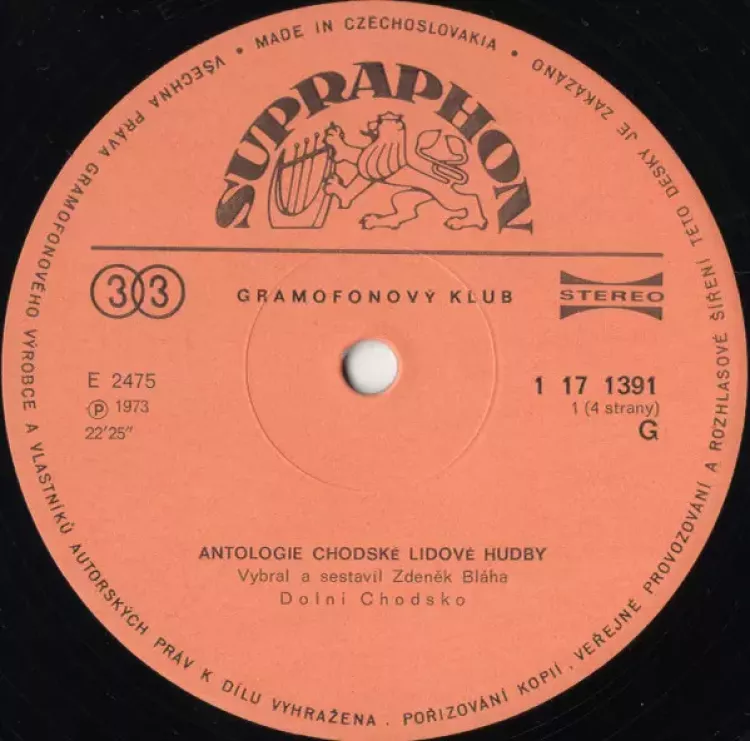 MADE IN CZECHOSLOVAKIA • VŠECHNA PRÁVA GRAMOFONOVÉHO VÝROBCE A VLASTNÍKŮ AUTORSKÝCH PRÁV K DÍLU VYHRAŽENA. POŘIZOVÁNÍ KOPIÍ, VEŘEJNÉ PROVOZOVÁNÍ A ROZHLASOVÉ ŠÍŘENÍ TÉTO DESKY JE ZAKÁZÁNO •
SUPRAPHON
33
GRAMOFONOVÝ KLUB
STEREO
E 2475
Ⓟ 1973
22'25"
1 17 1391
1 (4 strany)
G
ANTOLOGIE CHODSKÉ LIDOVÉ HUDBY
Vybral a sestavil Zdeněk Bláha
Dolní Chodsko